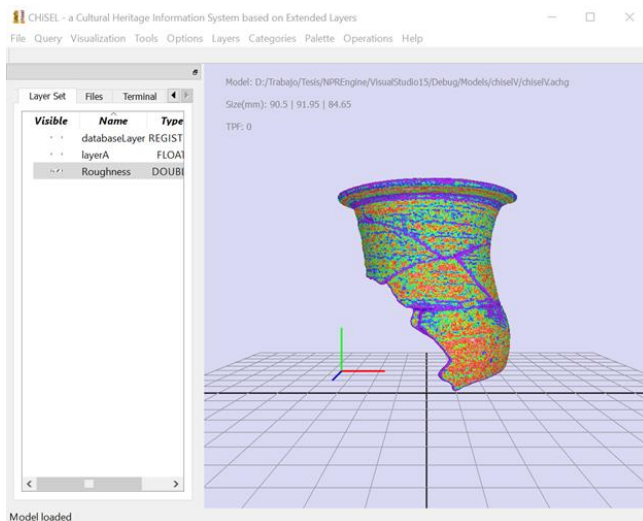 CHISEL - a Cultural Heritage Information System based on Extended Layers
File Query Visualization Tools Options Layers Categories Palette Operations Help
Model: D:/Trabajo/Tesis/NPREngine/VisualStudio15/Debug/Models/chiselV/chiselV.achg
Size(mm): 90.5 | 91.95 | 84.65
TPF: 0
Layer Set Files Terminal
Visible Name Type
databaseLayer REGIST
layerA FLOAT
Roughness DOUBL
Model loaded